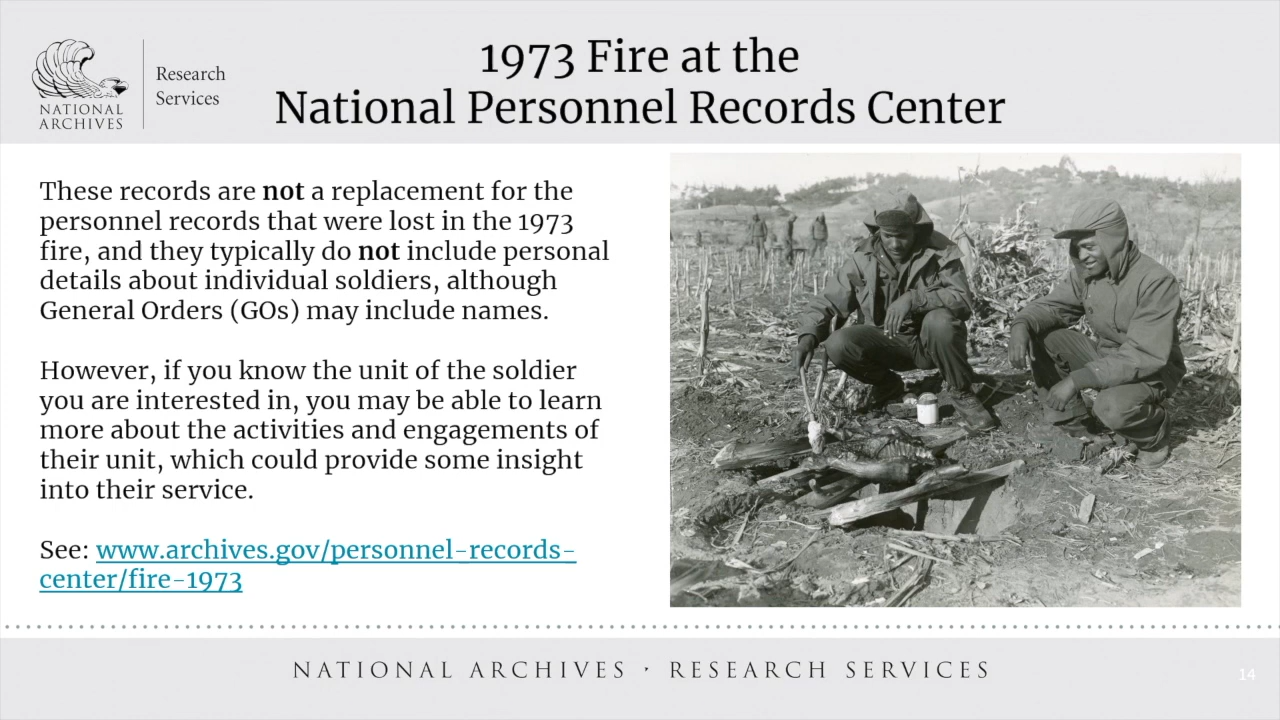 NATIONAL
ARCHIVES
Research
Services
1973 Fire at the
National Personnel Records Center
These records are not a replacement for the
personnel records that were lost in the 1973
fire, and they typically do not include personal
details about individual soldiers, although
General Orders (GOs) may include names.
However, if you know the unit of the soldier
you are interested in, you may be able to learn
more about the activities and engagements of
their unit, which could provide some insight
into their service.
See: www.archives.gov/personnel-records-
center/fire-1973
NATIONAL ARCHIVES · RESEARCH SERVICES
14